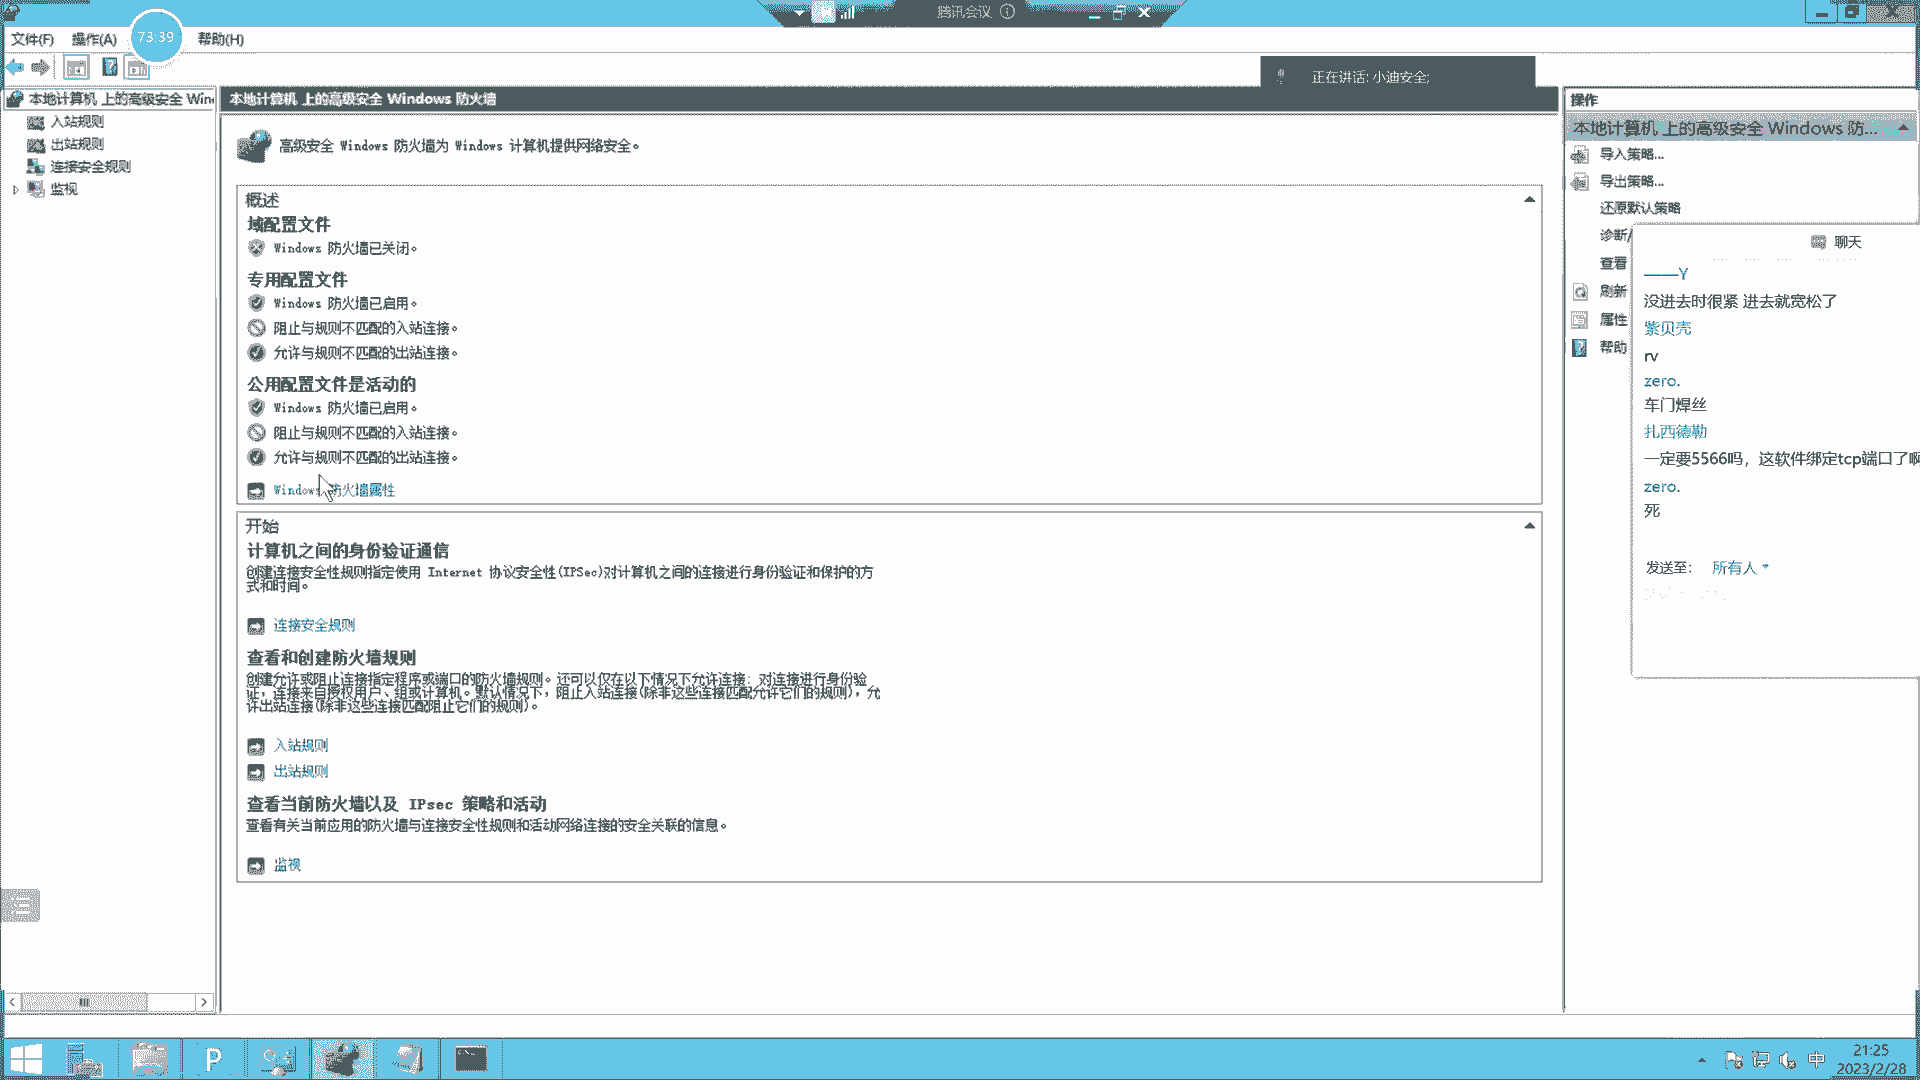 腾讯会议
文件(F) 操作(A) 73:39 帮助(H)
正在讲话: 小迪安全;
本地计算机 上的高级安全 Win
入站规则
出站规则
连接安全规则
监视
本地计算机 上的高级安全 Windows 防火墙
高级安全 Windows 防火墙为 Windows 计算机提供网络安全。
概述
域配置文件
Windows 防火墙已关闭。
专用配置文件
Windows 防火墙已启用。
阻止与规则不匹配的入站连接。
允许与规则不匹配的出站连接。
公用配置文件是活动的
Windows 防火墙已启用。
阻止与规则不匹配的入站连接。
允许与规则不匹配的出站连接。
Windows 防火墙属性
开始
计算机之间的身份验证通信
创建连接安全性规则指定使用 Internet 协议安全性(IPSec)对计算机之间的连接进行身份验证和保护的方
式和时间。
连接安全规则
查看和创建防火墙规则
创建允许或阻止连接指定程序或端口的防火墙规则。还可以仅在以下情况下允许连接: 对连接进行身份验
证，连接来自授权用户、组或计算机。默认情况下，阻止入站连接(除非这些连接匹配允许它们的规则)，允
许出站连接(除非这些连接匹配阻止它们的规则)。
入站规则
出站规则
查看当前防火墙以及 IPsec 策略和活动
查看有关当前应用的防火墙与连接安全性规则和活动网络连接的安全关联的信息。
监视
操作
本地计算机 上的高级安全 Windows 防...
导入策略...
导出策略...
还原默认策略
诊断/
查看
刷新
属性
帮助
聊天
——Y
没进去时很紧 进去就宽松了
紫贝壳
rv
zero.
车门焊丝
扎西德勒
一定要5566吗，这软件绑定tcp端口了啊
zero.
死
发送至: 所有人
中
21:25
2023/2/28